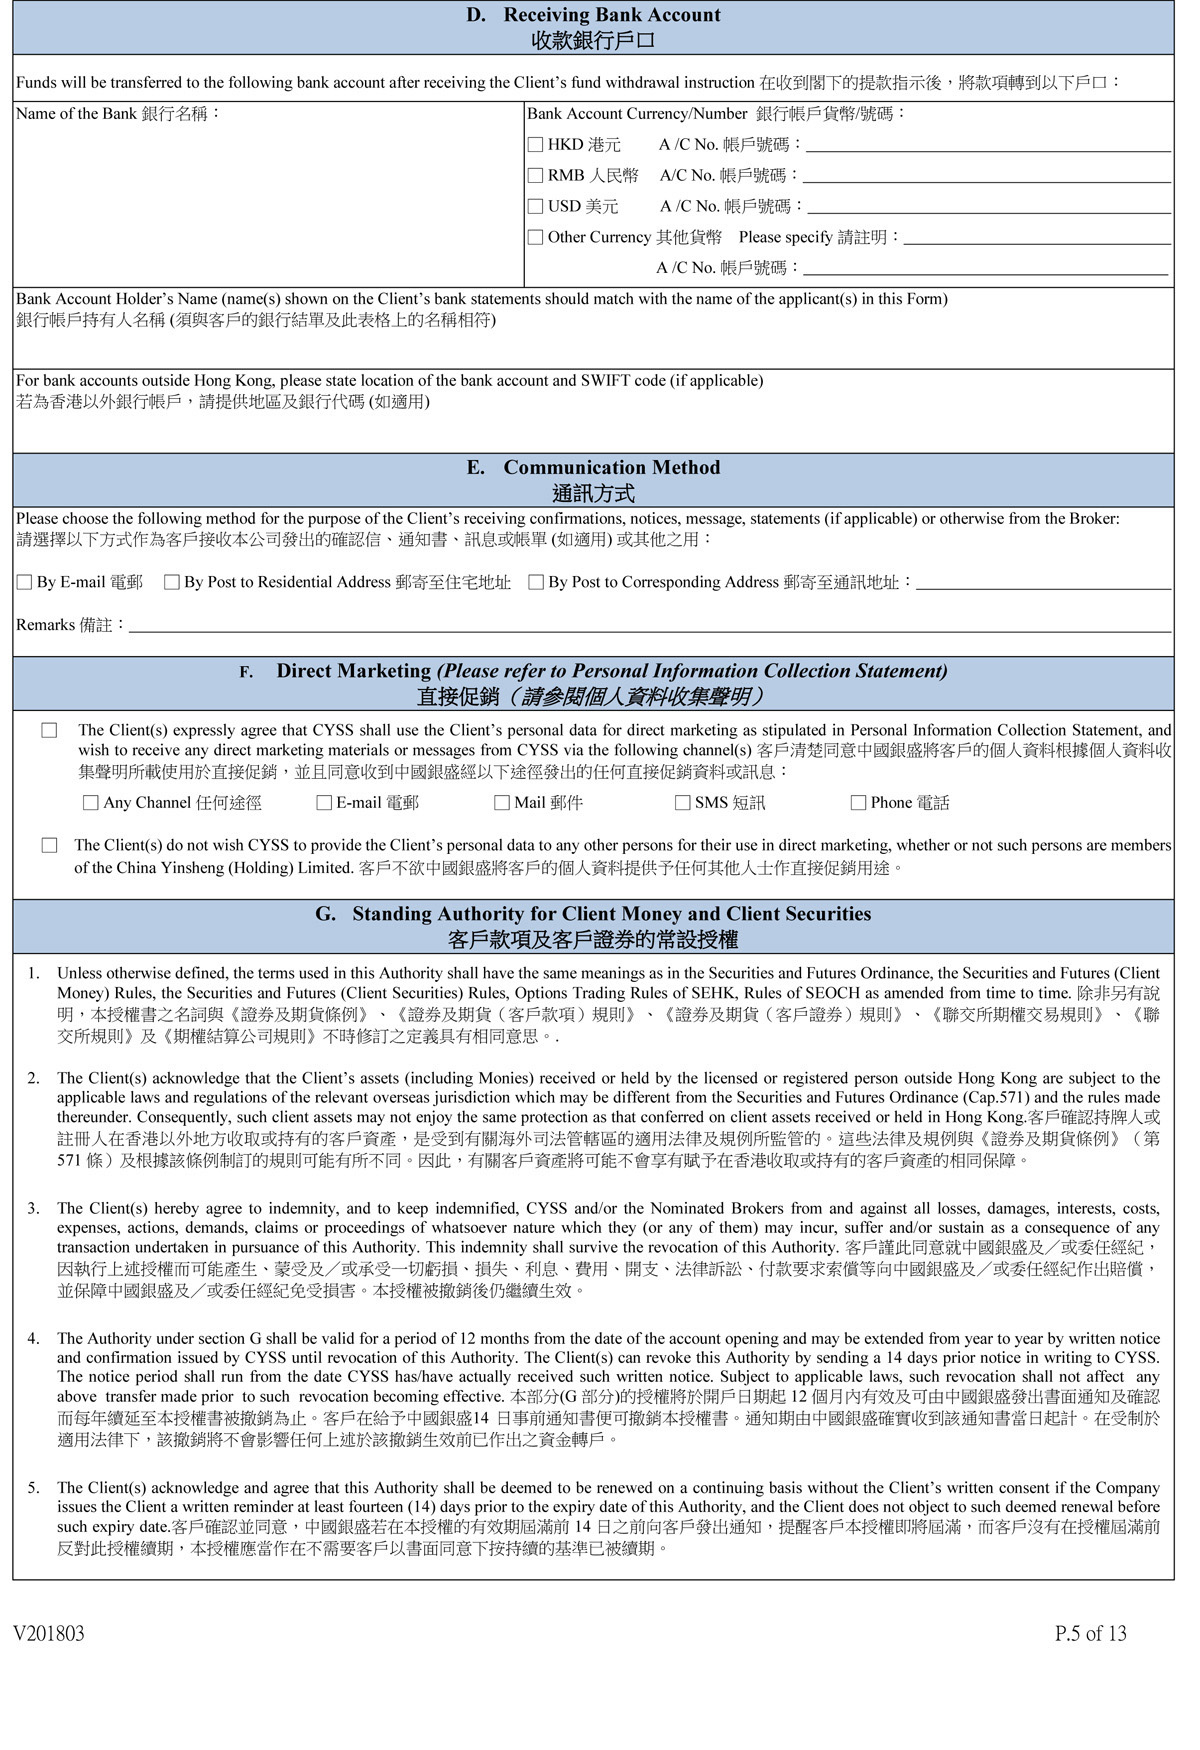 D. Receiving Bank Account
收款銀行戶口
Funds will be transferred to the following bank account after receiving the Client’s fund withdrawal instruction 在收到閣下的提款指示後，將款項轉到以下戶口：
Name of the Bank 銀行名稱：
Bank Account Currency/Number 銀行帳戶貨幣/號碼：
□ HKD 港元 A /C No. 帳戶號碼：
□ RMB 人民幣 A/C No. 帳戶號碼：
□ USD 美元 A /C No. 帳戶號碼：
□ Other Currency 其他貨幣 Please specify 請註明：
A /C No. 帳戶號碼：
Bank Account Holder’s Name (name(s) shown on the Client’s bank statements should match with the name of the applicant(s) in this Form)
銀行帳戶持有人名稱 (須與客戶的銀行結單及此表格上的名稱相符)
For bank accounts outside Hong Kong, please state location of the bank account and SWIFT code (if applicable)
若為香港以外銀行帳戶，請提供地區及銀行代碼 (如適用)
E. Communication Method
通訊方式
Please choose the following method for the purpose of the Client’s receiving confirmations, notices, message, statements (if applicable) or otherwise from the Broker:
請選擇以下方式作為客戶接收本公司發出的確認信、通知書、訊息或帳單 (如適用) 或其他之用：
□ By E-mail 電郵 □ By Post to Residential Address 郵寄至住宅地址 □ By Post to Corresponding Address 郵寄至通訊地址：
Remarks 備註：
F. Direct Marketing (Please refer to Personal Information Collection Statement)
直接促銷（請參閱個人資料收集聲明）
□ The Client(s) expressly agree that CYSS shall use the Client’s personal data for direct marketing as stipulated in Personal Information Collection Statement, and
wish to receive any direct marketing materials or messages from CYSS via the following channel(s) 客戶清楚同意中國銀盛將客戶的個人資料根據個人資料收
集聲明所載使用於直接促銷，並且同意收到中國銀盛經以下途徑發出的任何直接促銷資料或訊息：
□ Any Channel 任何途徑 □ E-mail 電郵 □ Mail 郵件 □ SMS 短訊 □ Phone 電話
□ The Client(s) do not wish CYSS to provide the Client’s personal data to any other persons for their use in direct marketing, whether or not such persons are members
of the China Yinsheng (Holding) Limited. 客戶不欲中國銀盛將客戶的個人資料提供予任何其他人士作直接促銷用途。
G. Standing Authority for Client Money and Client Securities
客戶款項及客戶證券的常設授權
1. Unless otherwise defined, the terms used in this Authority shall have the same meanings as in the Securities and Futures Ordinance, the Securities and Futures (Client
Money) Rules, the Securities and Futures (Client Securities) Rules, Options Trading Rules of SEHK, Rules of SEOCH as amended from time to time. 除非另有說
明，本授權書之名詞與《證券及期貨條例》、《證券及期貨（客戶款項）規則》、《證券及期貨（客戶證券）規則》、《聯交所期權交易規則》、《聯
交所規則》及《期權結算公司規則》不時修訂之定義具有相同意思。.
2. The Client(s) acknowledge that the Client’s assets (including Monies) received or held by the licensed or registered person outside Hong Kong are subject to the
applicable laws and regulations of the relevant overseas jurisdiction which may be different from the Securities and Futures Ordinance (Cap.571) and the rules made
thereunder. Consequently, such client assets may not enjoy the same protection as that conferred on client assets received or held in Hong Kong.客戶確認持牌人或
註冊人在香港以外地方收取或持有的客戶資產，是受到有關海外司法管轄區的適用法律及規例所監管的。這些法律及規例與《證券及期貨條例》（第
571 條）及根據該條例制訂的規則可能有所不同。因此，有關客戶資產將可能不會享有賦予在香港收取或持有的客戶資產的相同保障。
3. The Client(s) hereby agree to indemnity, and to keep indemnified, CYSS and/or the Nominated Brokers from and against all losses, damages, interests, costs,
expenses, actions, demands, claims or proceedings of whatsoever nature which they (or any of them) may incur, suffer and/or sustain as a consequence of any
transaction undertaken in pursuance of this Authority. This indemnity shall survive the revocation of this Authority. 客戶謹此同意就中國銀盛及／或委任經紀，
因執行上述授權而可能產生、蒙受及／或承受一切虧損、損失、利息、費用、開支、法律訴訟、付款要求索償等向中國銀盛及／或委任經紀作出賠償，
並保障中國銀盛及／或委任經紀免受損害。本授權被撤銷後仍繼續生效。
4. The Authority under section G shall be valid for a period of 12 months from the date of the account opening and may be extended from year to year by written notice
and confirmation issued by CYSS until revocation of this Authority. The Client(s) can revoke this Authority by sending a 14 days prior notice in writing to CYSS.
The notice period shall run from the date CYSS has/have actually received such written notice. Subject to applicable laws, such revocation shall not affect any
above transfer made prior to such revocation becoming effective. 本部分(G 部分)的授權將於開戶日期起 12 個月內有效及可由中國銀盛發出書面通知及確認
而每年續延至本授權書被撤銷為止。客戶在給予中國銀盛14 日事前通知書便可撤銷本授權書。通知期由中國銀盛確實收到該通知書當日起計。在受制於
適用法律下，該撤銷將不會影響任何上述於該撤銷生效前已作出之資金轉戶。
5. The Client(s) acknowledge and agree that this Authority shall be deemed to be renewed on a continuing basis without the Client’s written consent if the Company
issues the Client a written reminder at least fourteen (14) days prior to the expiry date of this Authority, and the Client does not object to such deemed renewal before
such expiry date.客戶確認並同意，中國銀盛若在本授權的有效期屆滿前 14 日之前向客戶發出通知，提醒客戶本授權即將屆滿，而客戶沒有在授權屆滿前
反對此授權續期，本授權應當作在不需要客戶以書面同意下按持續的基準已被續期。
V201803
P.5 of 13